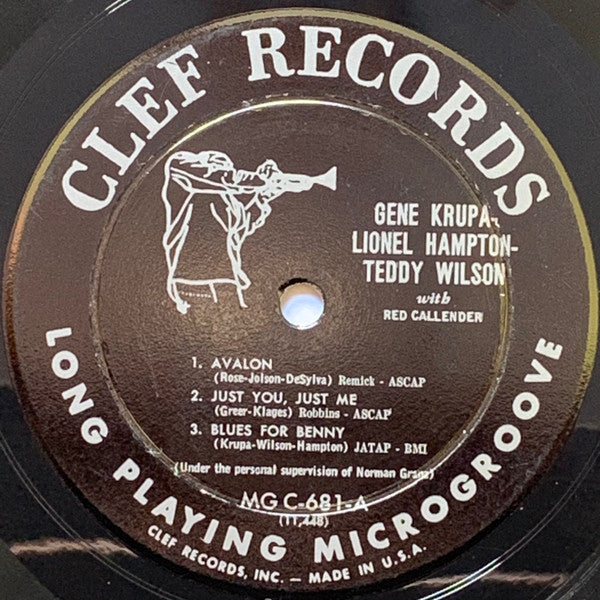 CLEF RECORDS
GENE KRUPA-
LIONEL HAMPTON-
TEDDY WILSON
with
RED CALLENDER
1. AVALON
(Rose-Jolson-DeSylva) Remick - ASCAP
2. JUST YOU, JUST ME
(Greer-Klages) Robbins - ASCAP
3. BLUES FOR BENNY
(Krupa-Wilson-Hampton) JATAP - BMI
(Under the personal supervision of Norman Granz)
MG C-681-A
(11,448)
LONG PLAYING MICROGROOVE
CLEF RECORDS, INC. — MADE IN U.S.A.